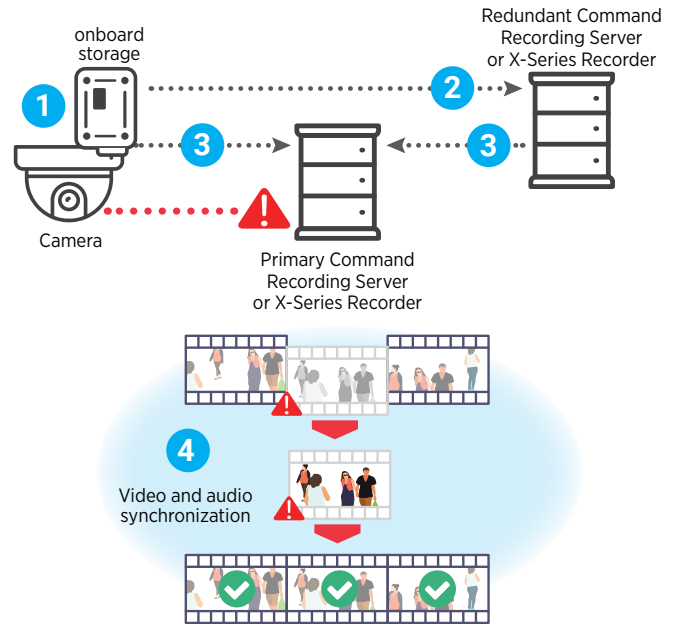 Redundant Command
Recording Server
or X-Series Recorder
onboard
storage
1
2
3
3
Camera
Primary Command
Recording Server
or X-Series Recorder
4
Video and audio
synchronization